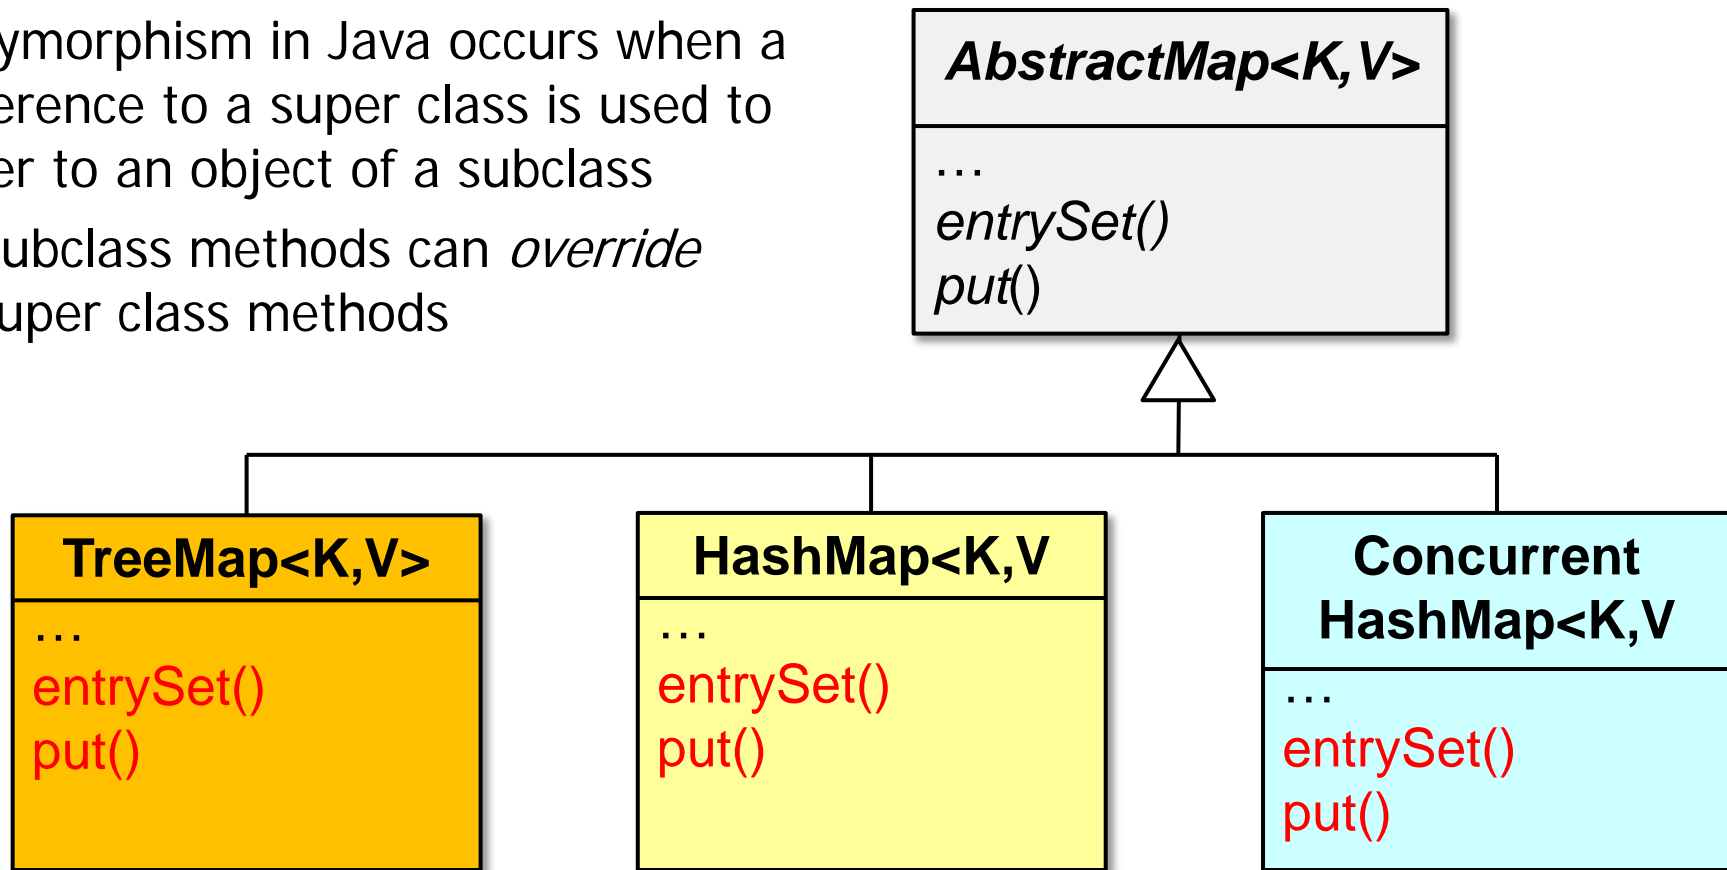 ymorphism in Java occurs when a
erence to a super class is used to
er to an object of a subclass
ubclass methods can override
uper class methods
AbstractMap<K,V>
…
entrySet()
put()
TreeMap<K,V>
…
entrySet()
put()
HashMap<K,V
…
entrySet()
put()
Concurrent
HashMap<K,V
…
entrySet()
put()